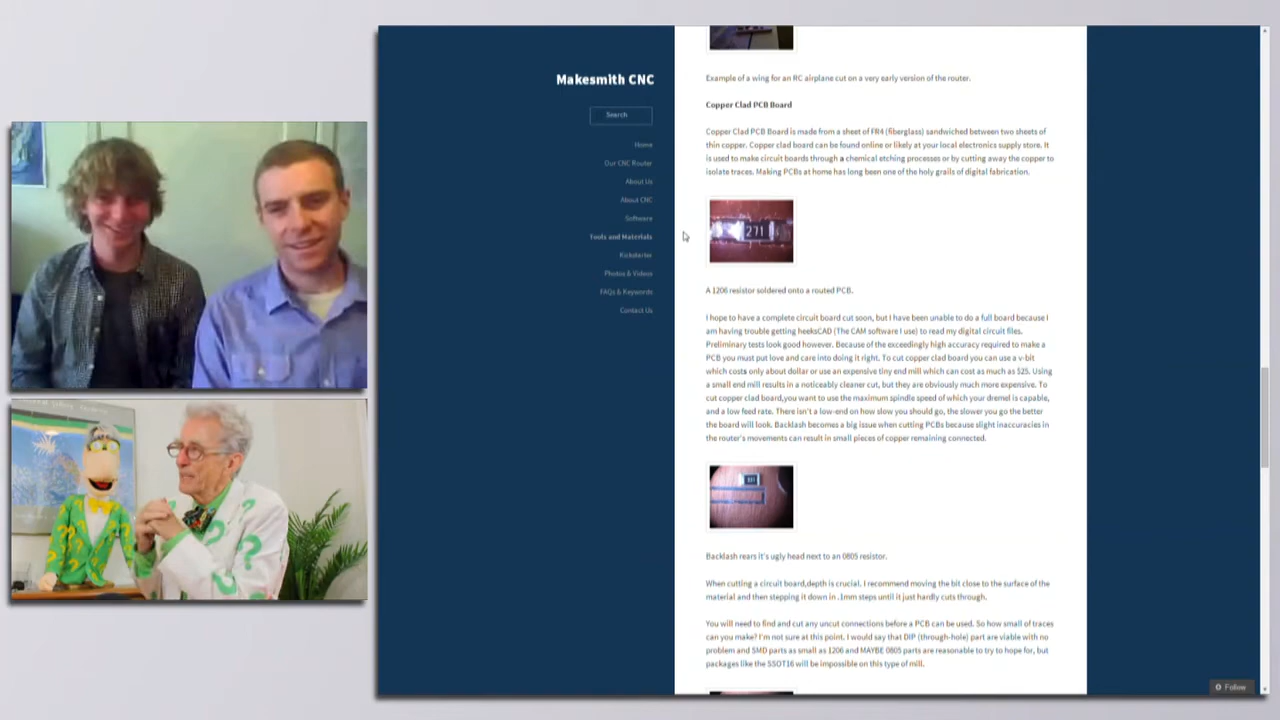 Makesmith CNC
Search
Home
Our CNC Router
About Us
About CNC
Software
Tools and Materials
Kickstarter
Photos & Videos
FAQs & Keywords
Contact Us
Example of a wing for an RC airplane cut on a very early version of the router.
Copper Clad PCB Board
Copper Clad PCB Board is made from a sheet of FR4 (fiberglass) sandwiched between two sheets of
thin copper. Copper clad board can be found online or likely at your local electronics supply store. It
is used to make circuit boards through a chemical etching processes or by cutting away the copper to
isolate traces. Making PCBs at home has long been one of the holy grails of digital fabrication.
271
A 1206 resistor soldered onto a routed PCB.
I hope to have a complete circuit board cut soon, but I have been unable to do a full board because I
am having trouble getting heeksCAD (The CAM software I use) to read my digital circuit files.
Preliminary tests look good however. Because of the exceedingly high accuracy required to make a
PCB you must put love and care into doing it right. To cut copper clad board you can use a v-bit
which costs only about dollar or use an expensive tiny end mill which can cost as much as $25. Using
a small end mill results in a noticeably cleaner cut, but they are obviously much more expensive. To
cut copper clad board,you want to use the maximum spindle speed of which your dremel is capable,
and a low feed rate. There isn't a low-end on how slow you should go, the slower you go the better
the board will look. Backlash becomes a big issue when cutting PCBs because slight inaccuracies in
the router's movements can result in small pieces of copper remaining connected.
Backlash rears it's ugly head next to an 0805 resistor.
When cutting a circuit board,depth is crucial. I recommend moving the bit close to the surface of the
material and then stepping it down in .1mm steps until it just hardly cuts through.
You will need to find and cut any uncut connections before a PCB can be used. So how small of traces
can you make? I'm not sure at this point. I would say that DIP (through-hole) part are viable with no
problem and SMD parts as small as 1206 and MAYBE 0805 parts are reasonable to try to hope for, but
packages like the SSOT16 will be impossible on this type of mill.
Follow